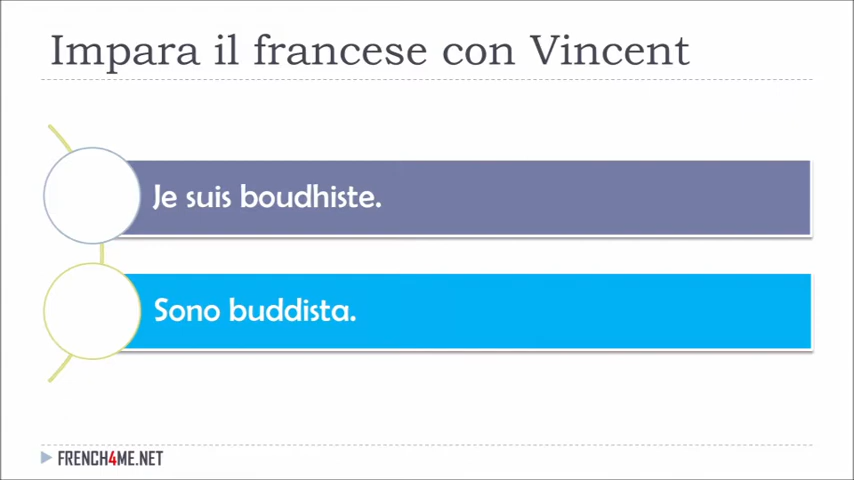 Impara il francese con Vincent
Je suis boudhiste.
Sono buddista.
FRENCH4ME.NET